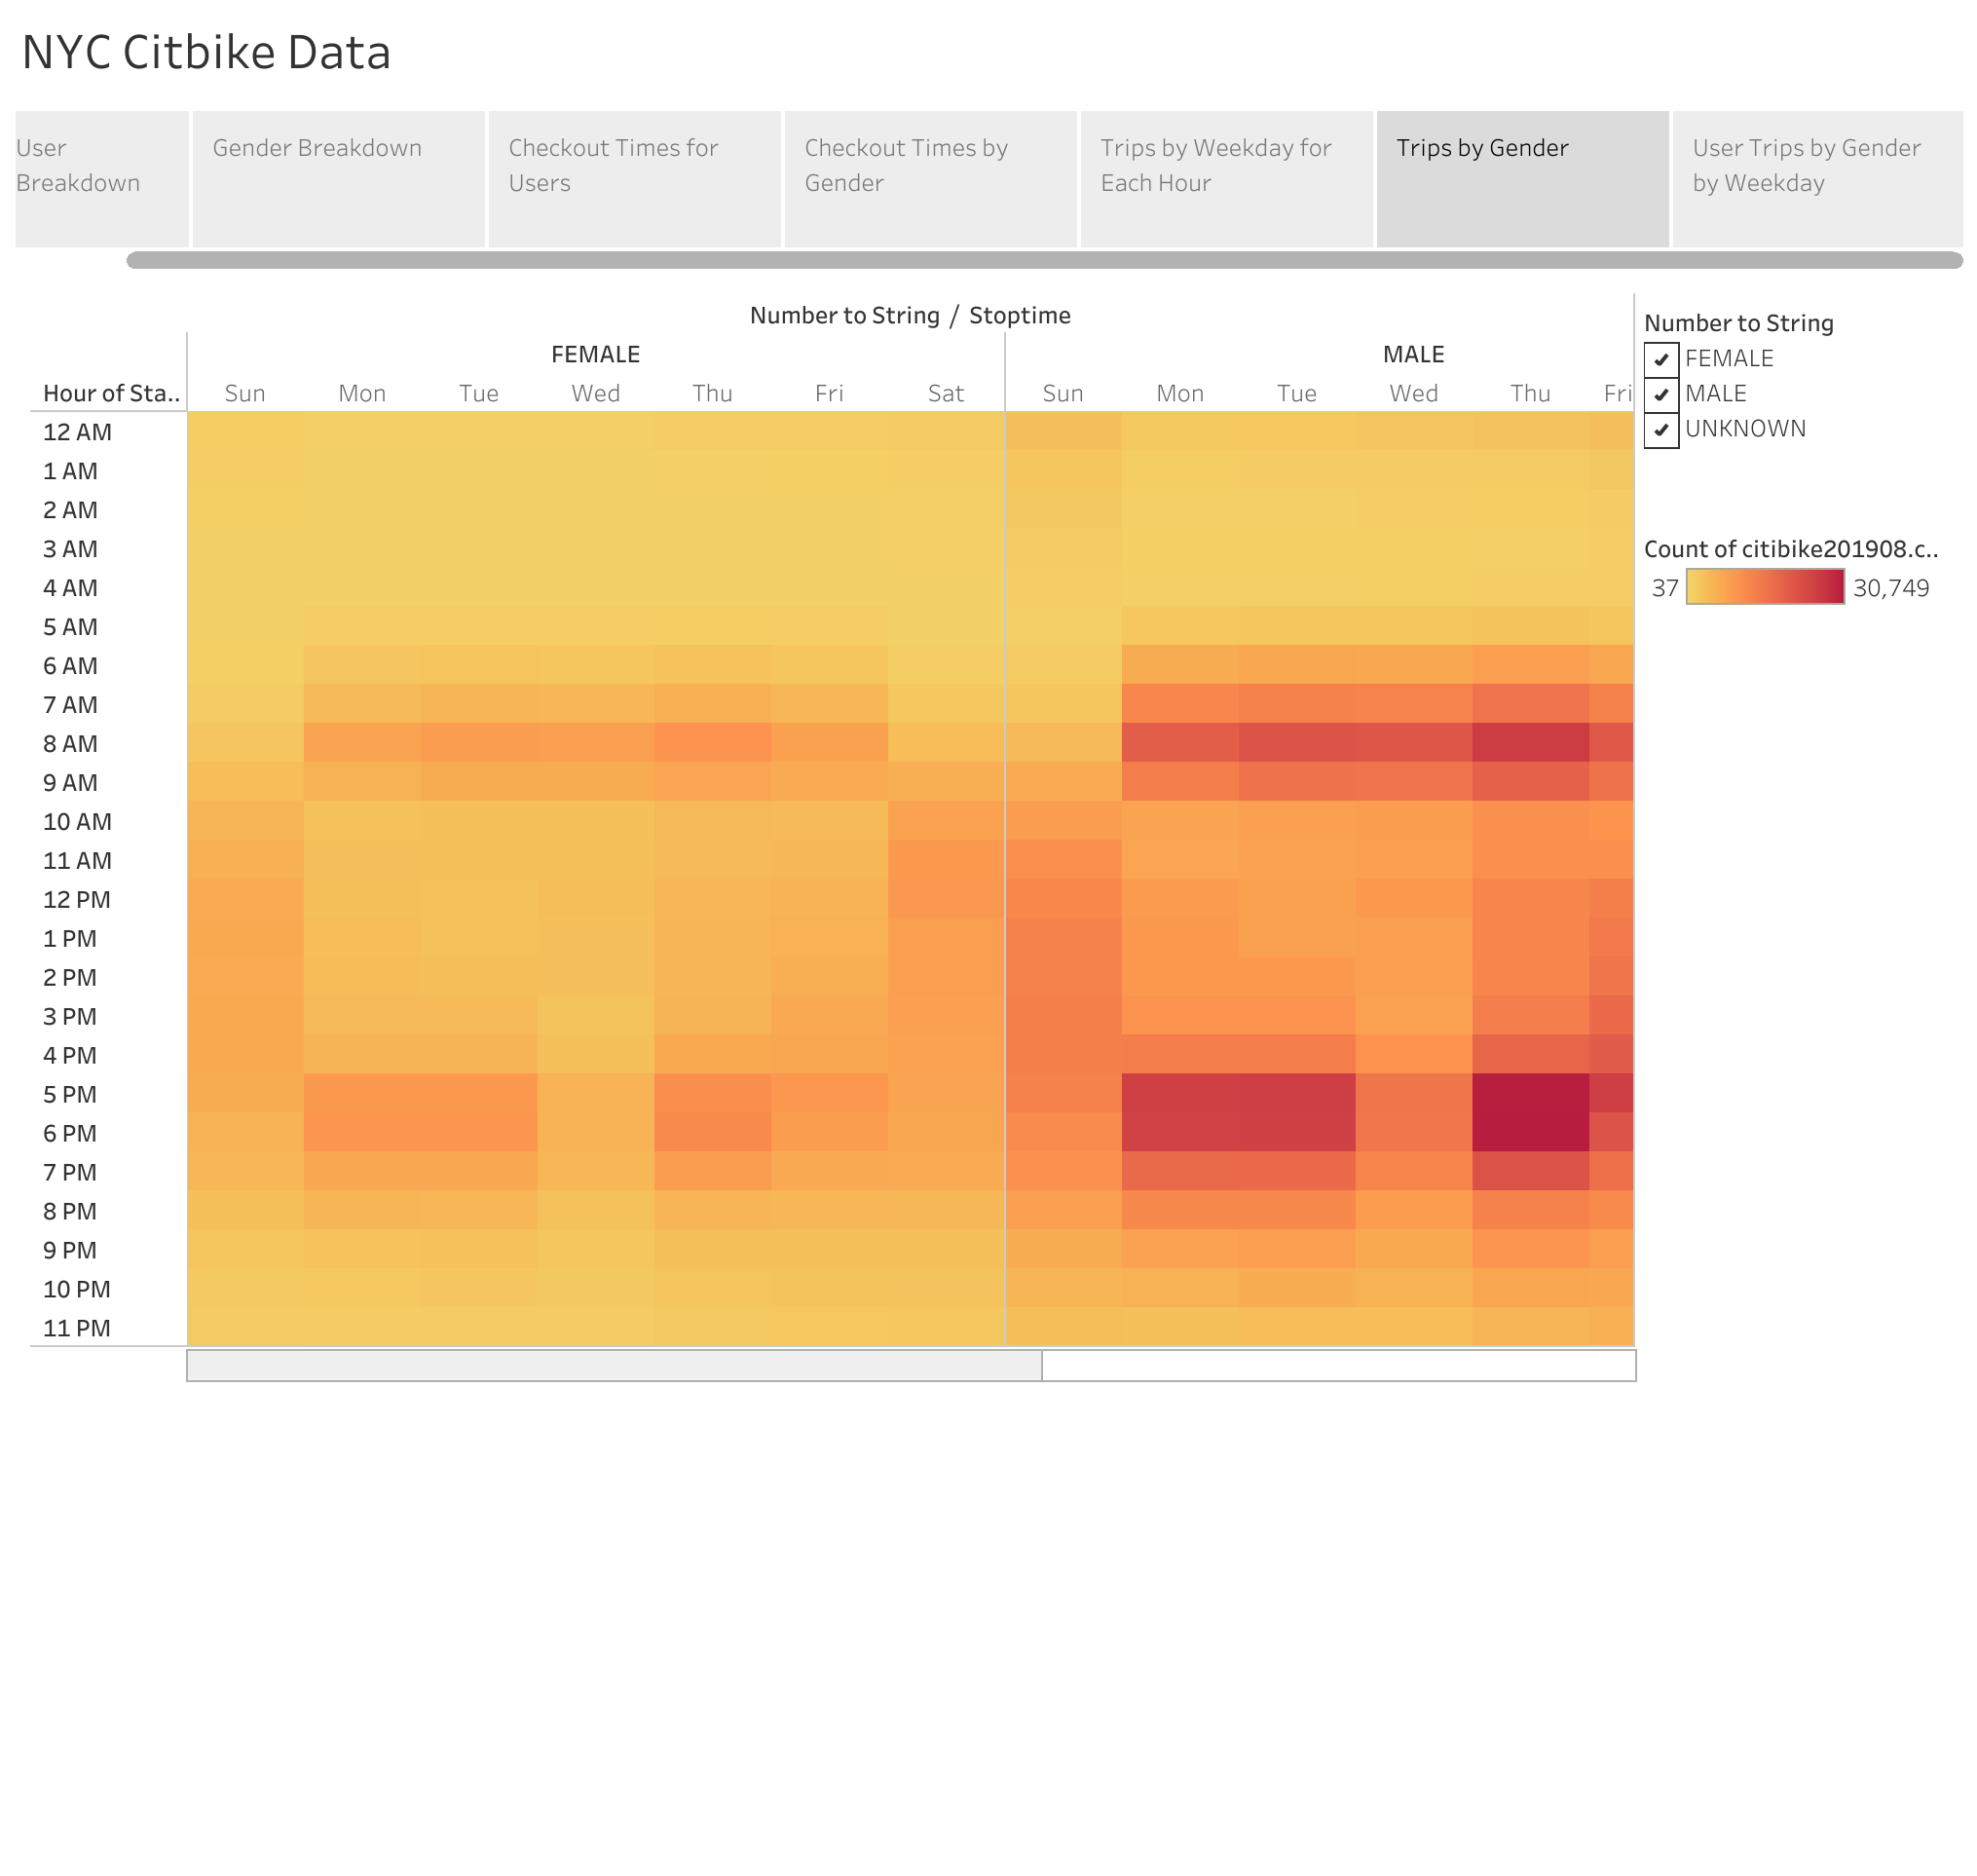 NYC Citbike Data
User
Breakdown
Gender Breakdown
Checkout Times for
Users
Checkout Times by
Gender
Trips by Weekday for
Each Hour
Trips by Gender
User Trips by Gender
by Weekday
Number to String / Stoptime
FEMALE MALE
Hour of Sta.. Sun Mon Tue Wed Thu Fri Sat Sun Mon Tue Wed Thu Fri
12 AM
1 AM
2 AM
3 AM
4 AM
5 AM
6 AM
7 AM
8 AM
9 AM
10 AM
11 AM
12 PM
1 PM
2 PM
3 PM
4 PM
5 PM
6 PM
7 PM
8 PM
9 PM
10 PM
11 PM
Number to String
FEMALE
MALE
UNKNOWN
Count of citibike201908.c..
37 30,749